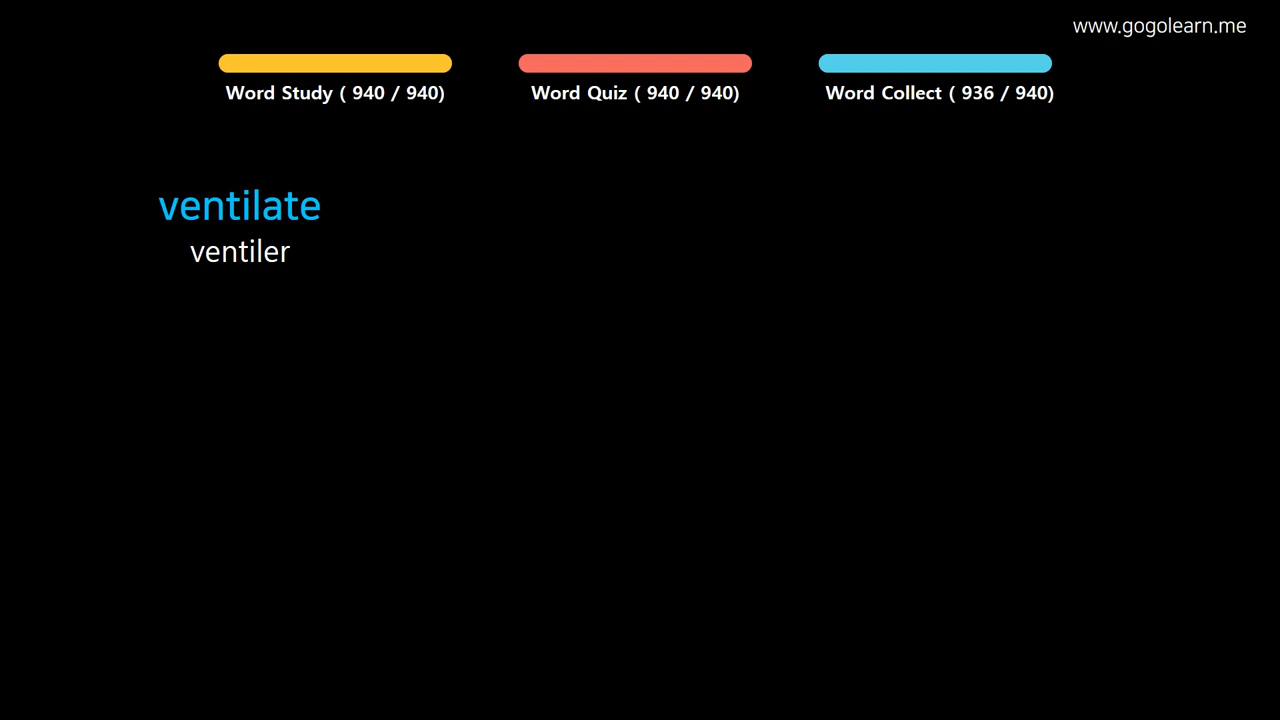 www.gogolearn.me
Word Study ( 940 / 940)
Word Quiz ( 940 / 940)
Word Collect ( 936 / 940)
ventilate
ventiler